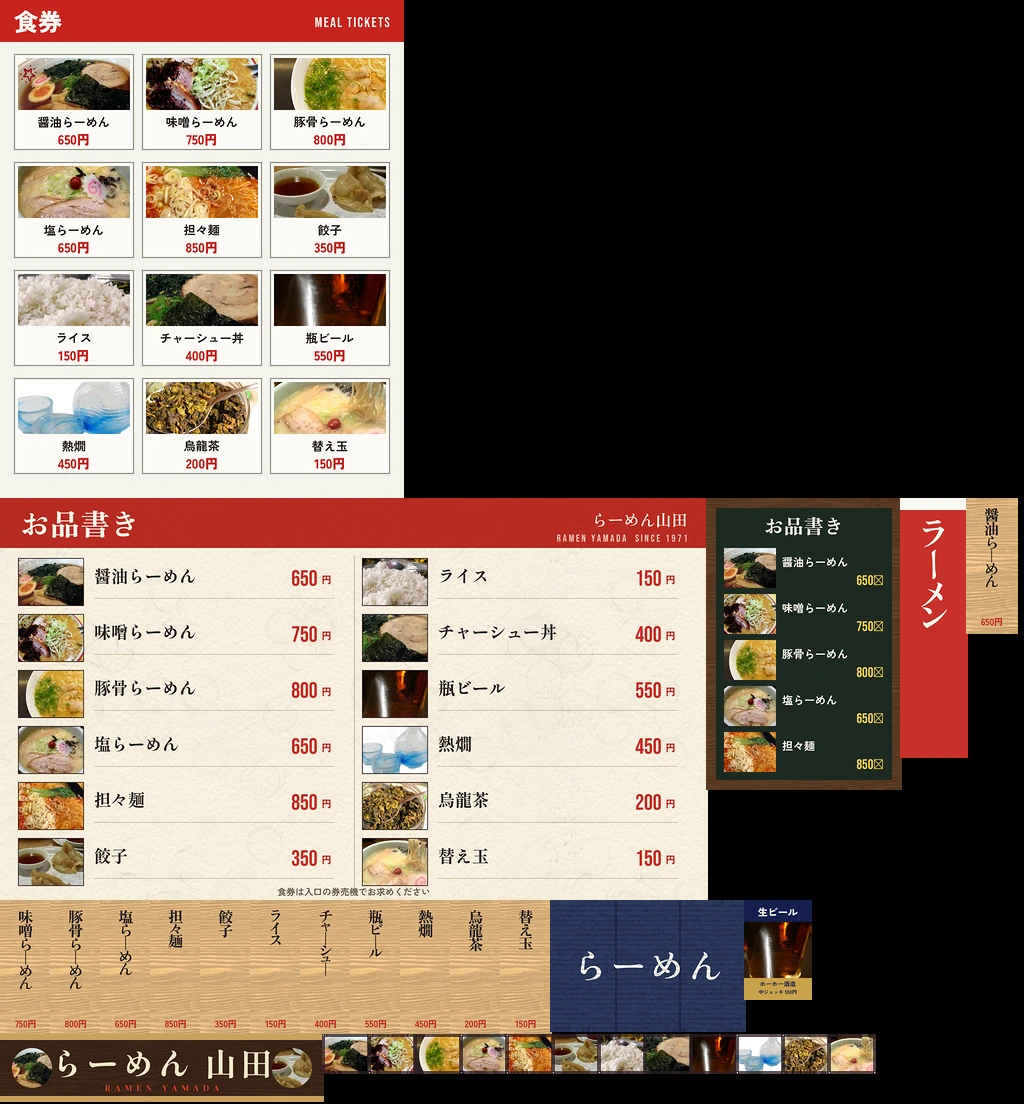 食券
MEAL TICKETS
醤油らーめん
650円
味噌らーめん
750円
豚骨らーめん
800円
塩らーめん
650円
担々麺
850円
餃子
350円
ライス
150円
チャーシュー丼
400円
瓶ビール
550円
熱燗
450円
烏龍茶
200円
替え玉
150円
お品書き
らーめん山田
RAMEN YAMADA SINCE 1971
醤油らーめん 650円
味噌らーめん 750円
豚骨らーめん 800円
塩らーめん 650円
担々麺 850円
餃子 350円
ライス 150円
チャーシュー丼 400円
瓶ビール 550円
熱燗 450円
烏龍茶 200円
替え玉 150円
食券は入口の券売機でお求めください
お品書き
醤油らーめん
650
味噌らーめん
750
豚骨らーめん
800
塩らーめん
650
担々麺
850
ラーメン
醤油らーめん
650円
味噌らーめん
750円
豚骨らーめん
800円
塩らーめん
650円
担々麺
850円
餃子
350円
ライス
150円
チャーシュー
400円
瓶ビール
550円
熱燗
450円
烏龍茶
200円
替え玉
150円
らーめん
生ビール
ホーホー酒造
中ジョッキ 550円
らーめん 山田
RAMEN YAMADA